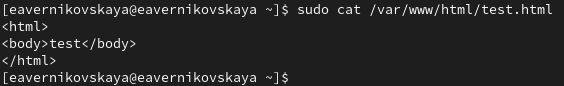 [eavernikovskaya@eavernikovskaya ~]$ sudo cat /var/www/html/test.html
<html>
<body>test</body>
</html>
[eavernikovskaya@eavernikovskaya ~]$